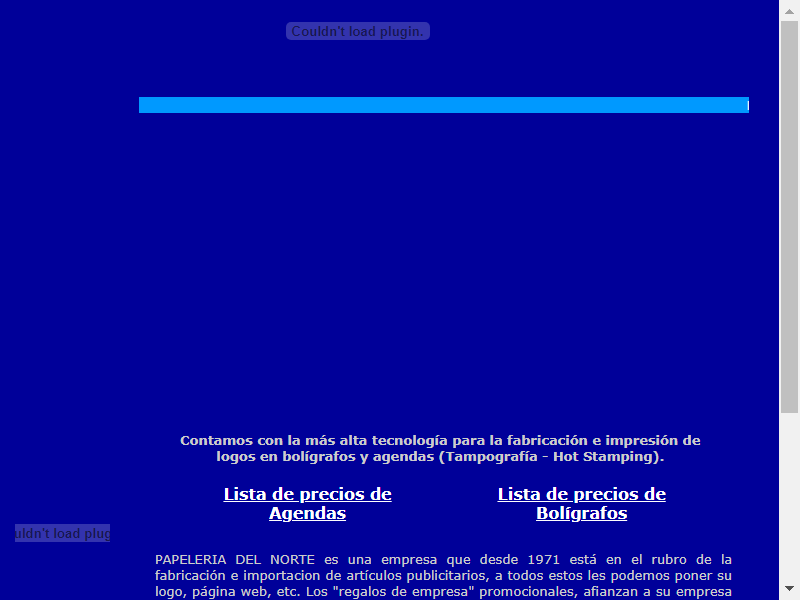 Couldn't load plugin.
Contamos con la más alta tecnología para la fabricación e impresión de
logos en bolígrafos y agendas (Tampografía - Hot Stamping).
Lista de precios de
Agendas
Lista de precios de
Bolígrafos
uldn't load plug
PAPELERIA DEL NORTE es una empresa que desde 1971 está en el rubro de la
fabricación e importacion de artículos publicitarios, a todos estos les podemos poner su
logo, página web, etc. Los "regalos de empresa" promocionales, afianzan a su empresa